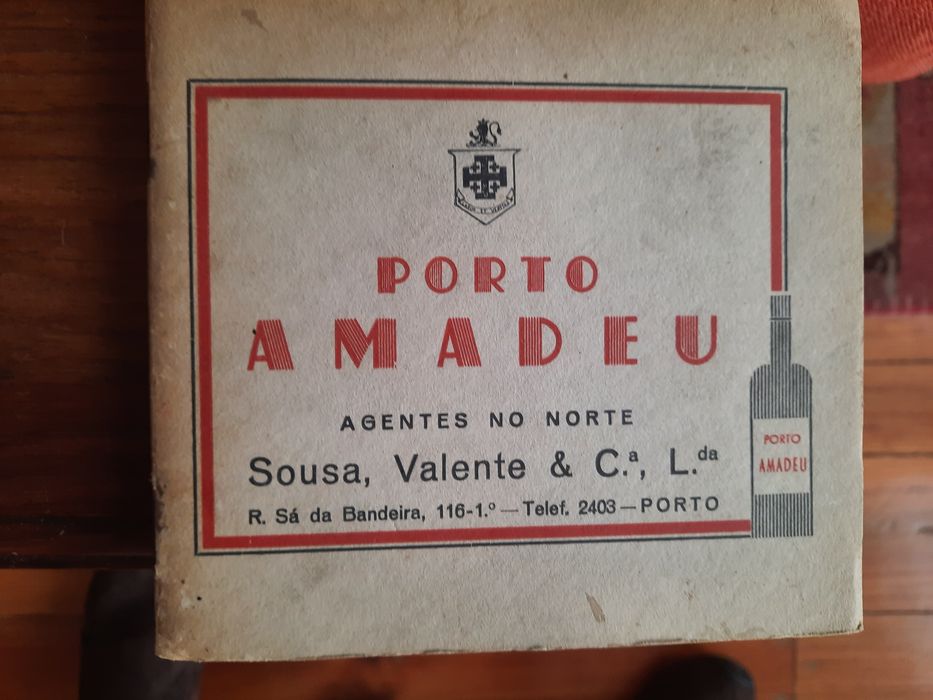 PORTO
AMADEU
AGENTES NO NORTE
Sousa, Valente & C.ª, L.da
R. Sá da Bandeira, 116-1.º — Telef. 2403 — PORTO
PORTO
AMADEU